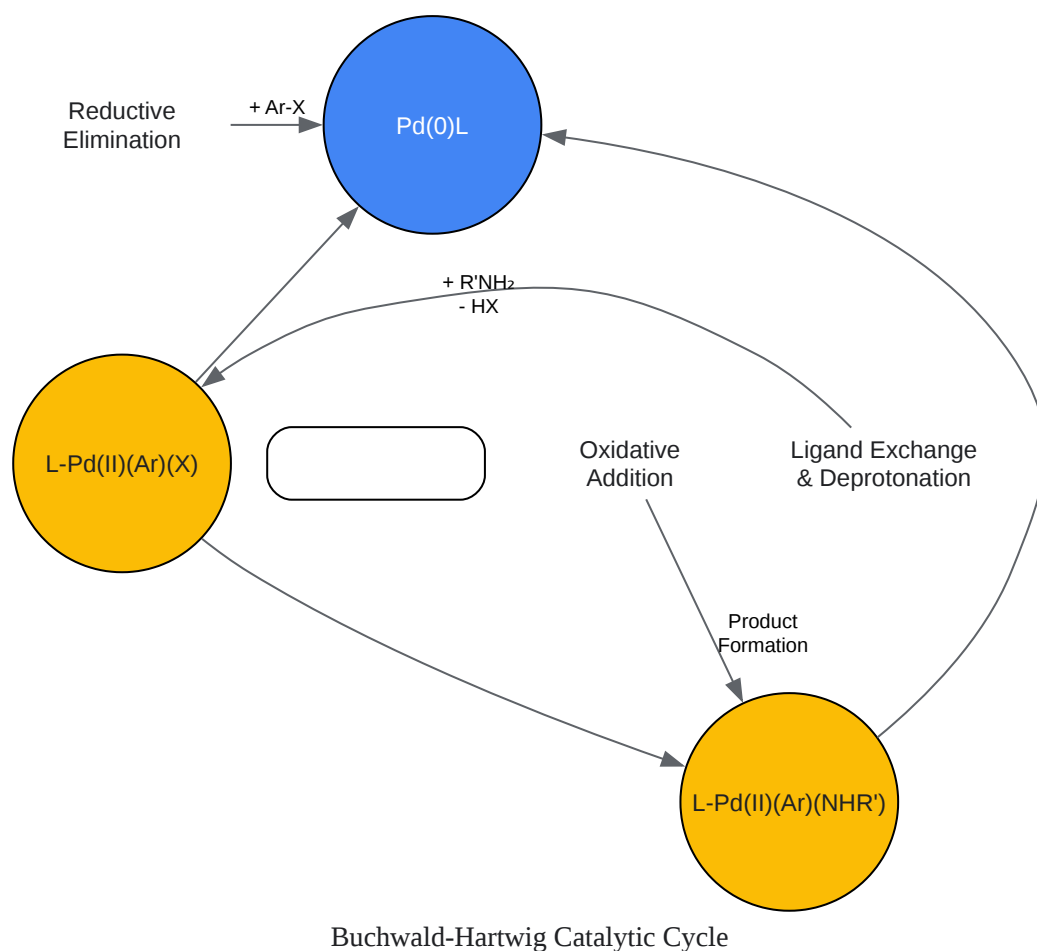 Reductive
Elimination
+ Ar-X
Pd(0)L
+ R'NH₂
- HX
L-Pd(II)(Ar)(X)
Oxidative
Addition
Ligand Exchange
& Deprotonation
Product
Formation
L-Pd(II)(Ar)(NHR')
Buchwald-Hartwig Catalytic Cycle